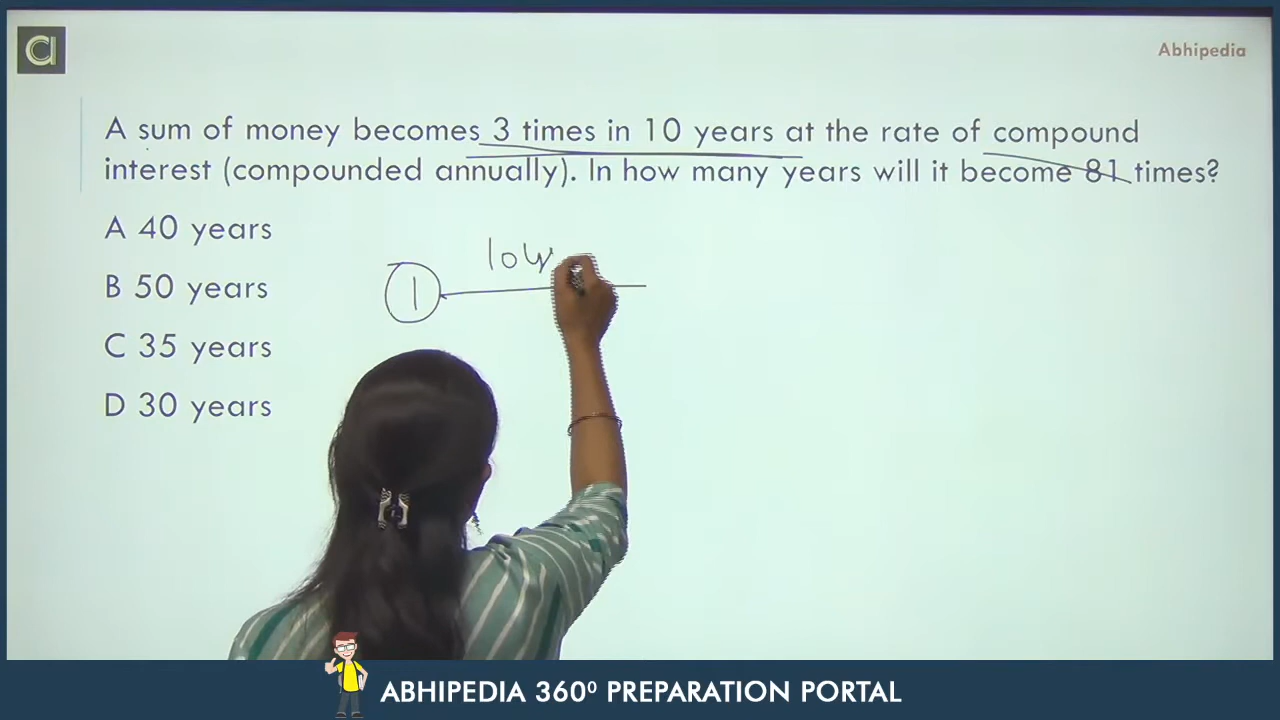 Abhipedia
A sum of money becomes 3 times in 10 years at the rate of compound
interest (compounded annually). In how many years will it become 81 times?
A 40 years
B 50 years
C 35 years
D 30 years
1
10 yr
ABHIPEDIA 360⁰ PREPARATION PORTAL